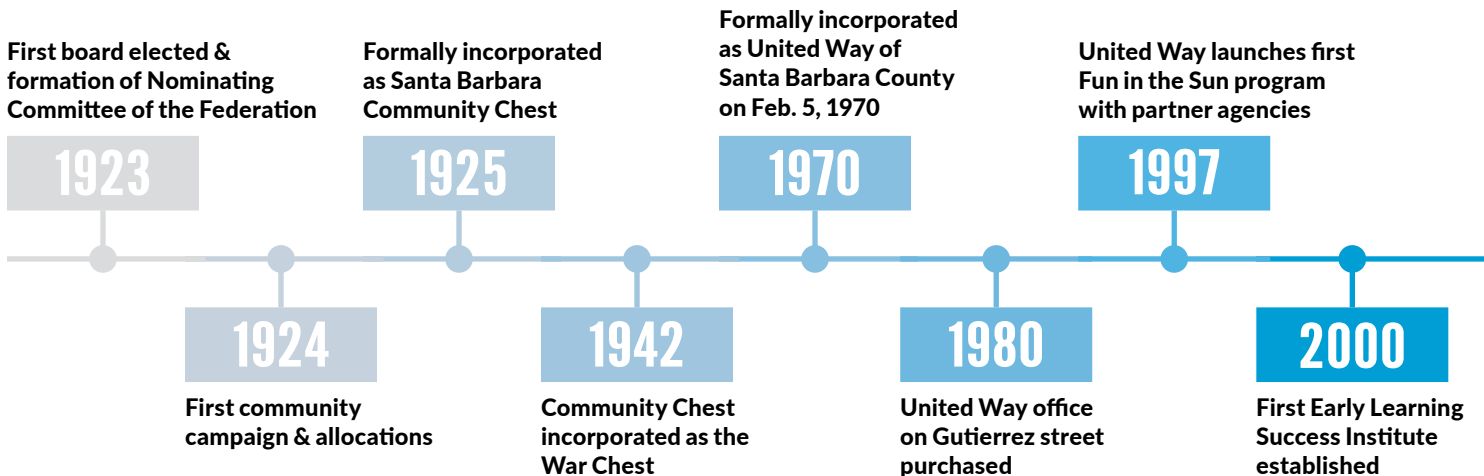 First board elected &
formation of Nominating
Committee of the Federation
1923
1924
First community
campaign & allocations
Formally incorporated
as Santa Barbara
Community Chest
1925
1942
Community Chest
incorporated as the
War Chest
Formally incorporated
as United Way of
Santa Barbara County
on Feb. 5, 1970
1970
1980
United Way office
on Gutierrez street
purchased
United Way launches first
Fun in the Sun program
with partner agencies
1997
2000
First Early Learning
Success Institute
established